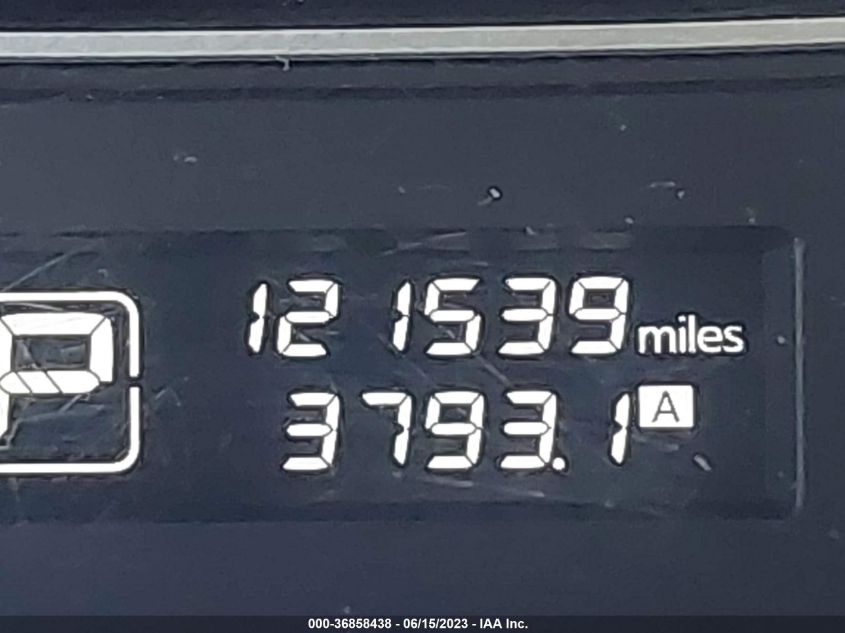 121539 miles
P
3793.1 A
000-36858438 - 06/15/2023 - IAA Inc.